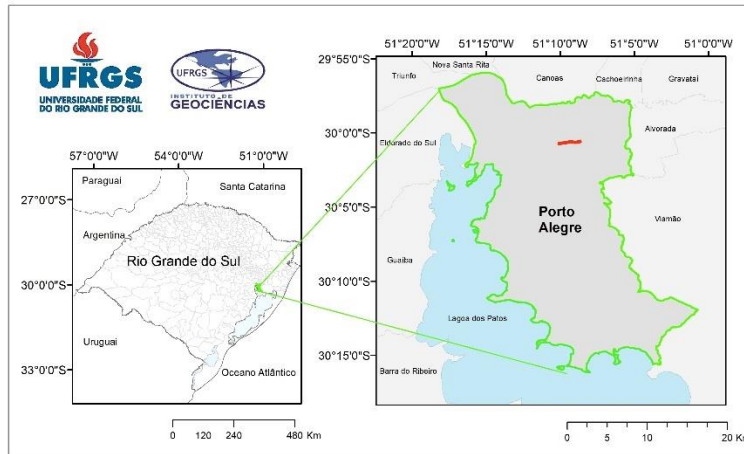 UFRGS
UNIVERSIDADE FEDERAL
DO RIO GRANDE DO SUL
UFRGS
INSTITUTO DE
GEOCIÊNCIAS
57°0'0"W 54°0'0"W 51°0'0"W
27°0'0"S
30°0'0"S
33°0'0"S
Paraguai
Santa Catarina
Argentina
Rio Grande do Sul
Uruguai
Oceano Atlântico
0 120 240 480 Km
51°20'0"W 51°15'0"W 51°10'0"W 51°5'0"W 51°0'0"W
29°55'0"S
30°0'0"S
30°5'0"S
30°10'0"S
30°15'0"S
Nova Santa Rita
Triunfo
Canoas
Cachoeirinha
Gravataí
Alvorada
Eldorado do Sul
Porto
Alegre
Viamão
Guaíba
Lagoa dos Patos
Barra do Ribeiro
0 5 10 20